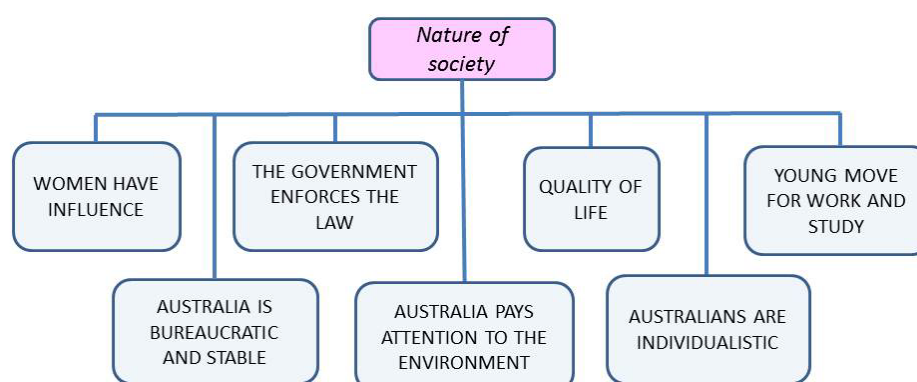 Nature of
society
WOMEN HAVE
INFLUENCE
THE GOVERNMENT
ENFORCES THE
LAW
QUALITY OF
LIFE
YOUNG MOVE
FOR WORK AND
STUDY
AUSTRALIA IS
BUREAUCRATIC
AND STABLE
AUSTRALIA PAYS
ATTENTION TO THE
ENVIRONMENT
AUSTRALIANS ARE
INDIVIDUALISTIC